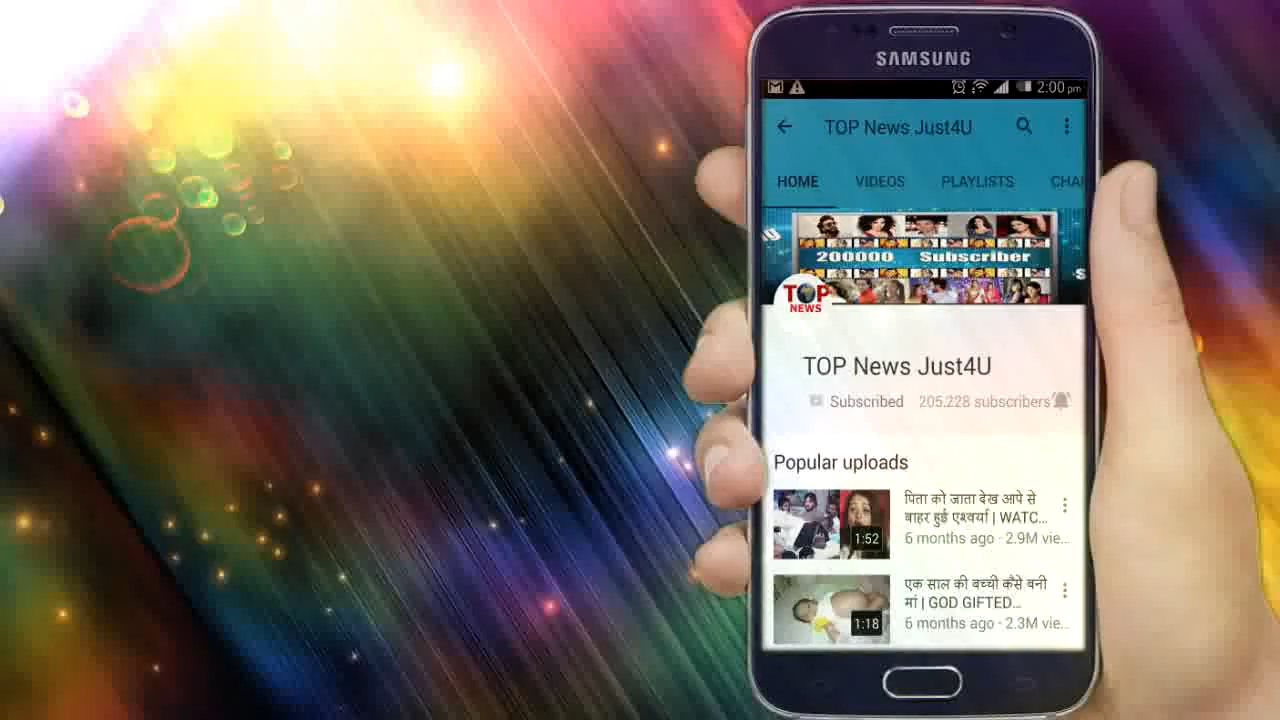 SAMSUNG
2:00 pm
TOP News Just4U
HOME VIDEOS PLAYLISTS CHA
200000 Subscriber
TOP
NEWS
TOP News Just4U
Subscribed 205,228 subscribers
Popular uploads
पिता को जाता देख आपे से
बाहर हुई एश्वर्या | WATC...
1:52
6 months ago · 2.9M vie...
एक साल की बच्ची कैसे बनी
मां | GOD GIFTED...
1:18
6 months ago · 2.3M vie...